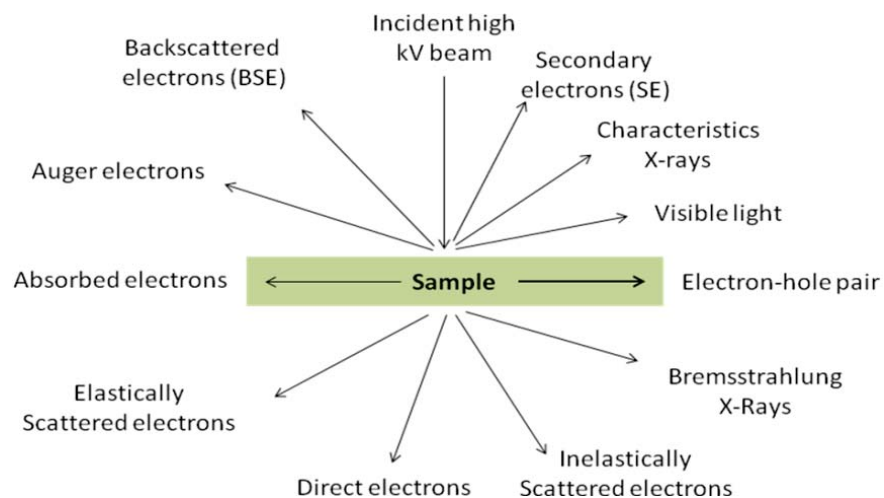 Incident high
kV beam
Backscattered
electrons (BSE)
Secondary
electrons (SE)
Characteristics
X-rays
Auger electrons
Visible light
Absorbed electrons
Sample
Electron-hole pair
Bremsstrahlung
X-Rays
Elastically
Scattered electrons
Inelastically
Scattered electrons
Direct electrons